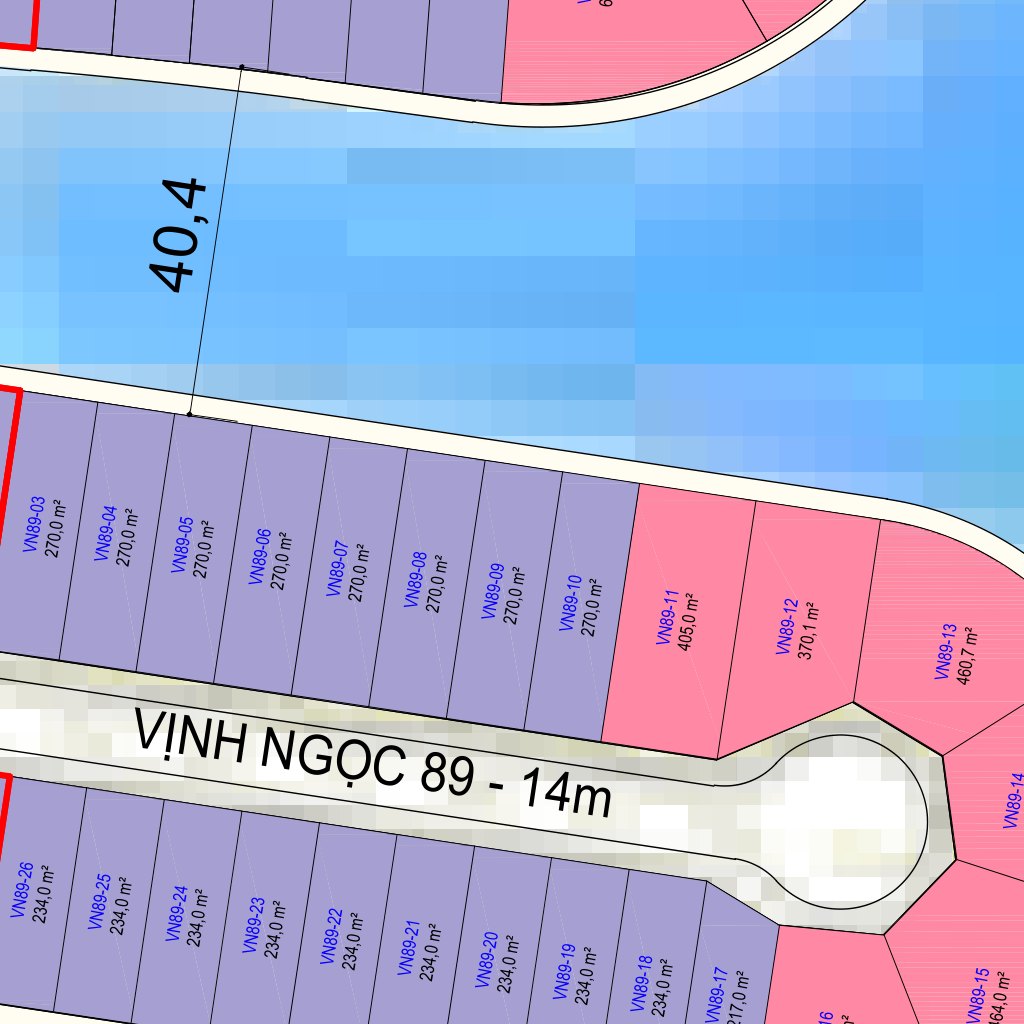 40,4
VN89-03
270,0 m²
VN89-04
270,0 m²
VN89-05
270,0 m²
VN89-06
270,0 m²
VN89-07
270,0 m²
VN89-08
270,0 m²
VN89-09
270,0 m²
VN89-10
270,0 m²
VN89-11
405,0 m²
VN89-12
370,1 m²
VN89-13
460,7 m²
VN89-14
VỊNH NGỌC 89 - 14m
VN89-26
234,0 m²
VN89-25
234,0 m²
VN89-24
234,0 m²
VN89-23
234,0 m²
VN89-22
234,0 m²
VN89-21
234,0 m²
VN89-20
234,0 m²
VN89-19
234,0 m²
VN89-18
234,0 m²
VN89-17
217,0 m²
VN89-15
464,0 m²